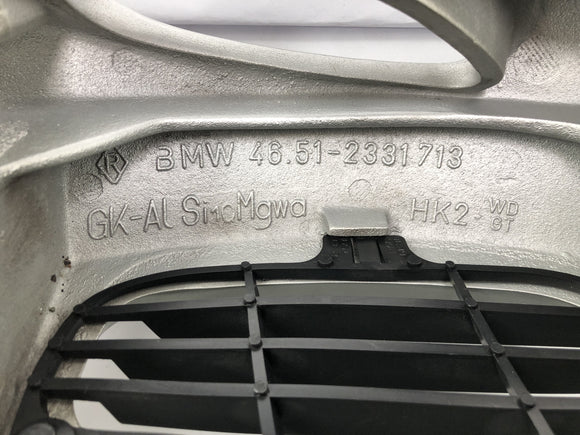 R BMW 46.51-2331713
GK-Al Si10Mgwa HK2-WD
GT